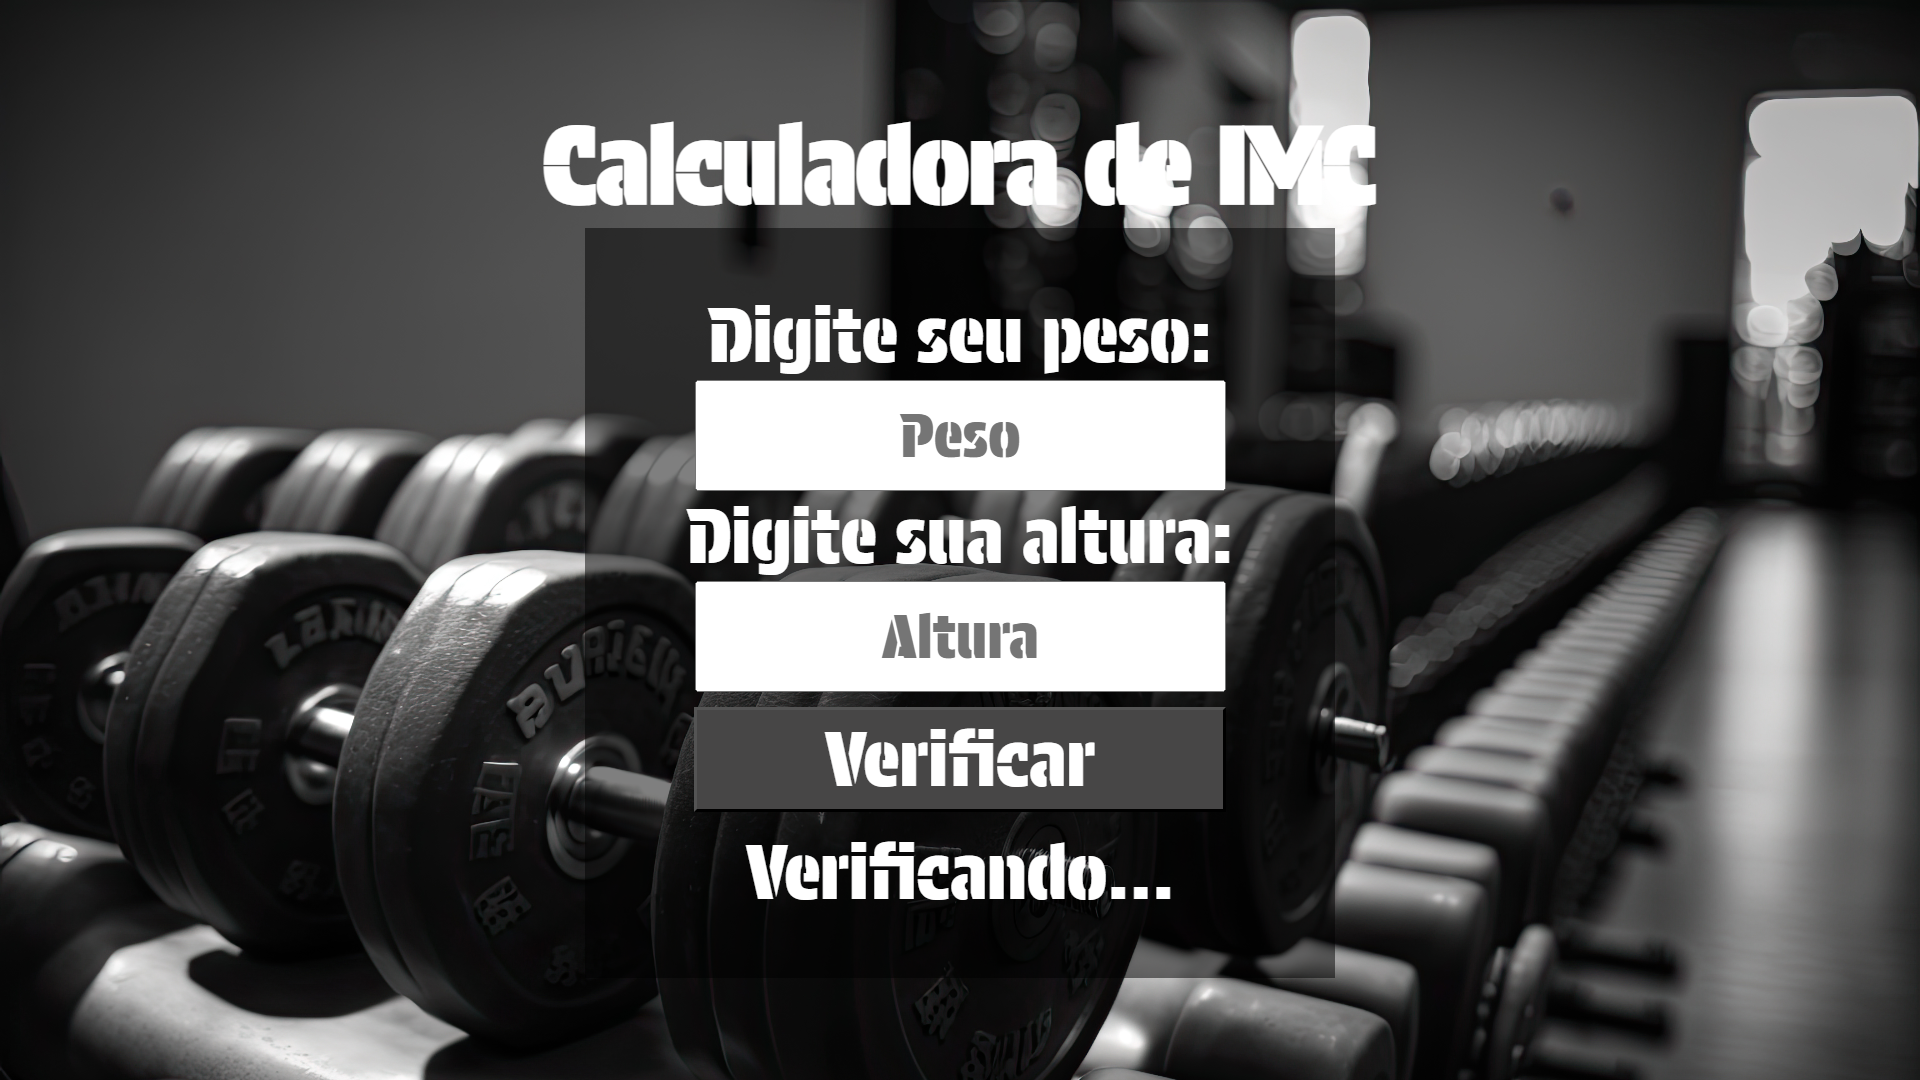 Calculadora de IMC
Digite seu peso:
Peso
Digite sua altura:
Altura
Verificar
Verificando...